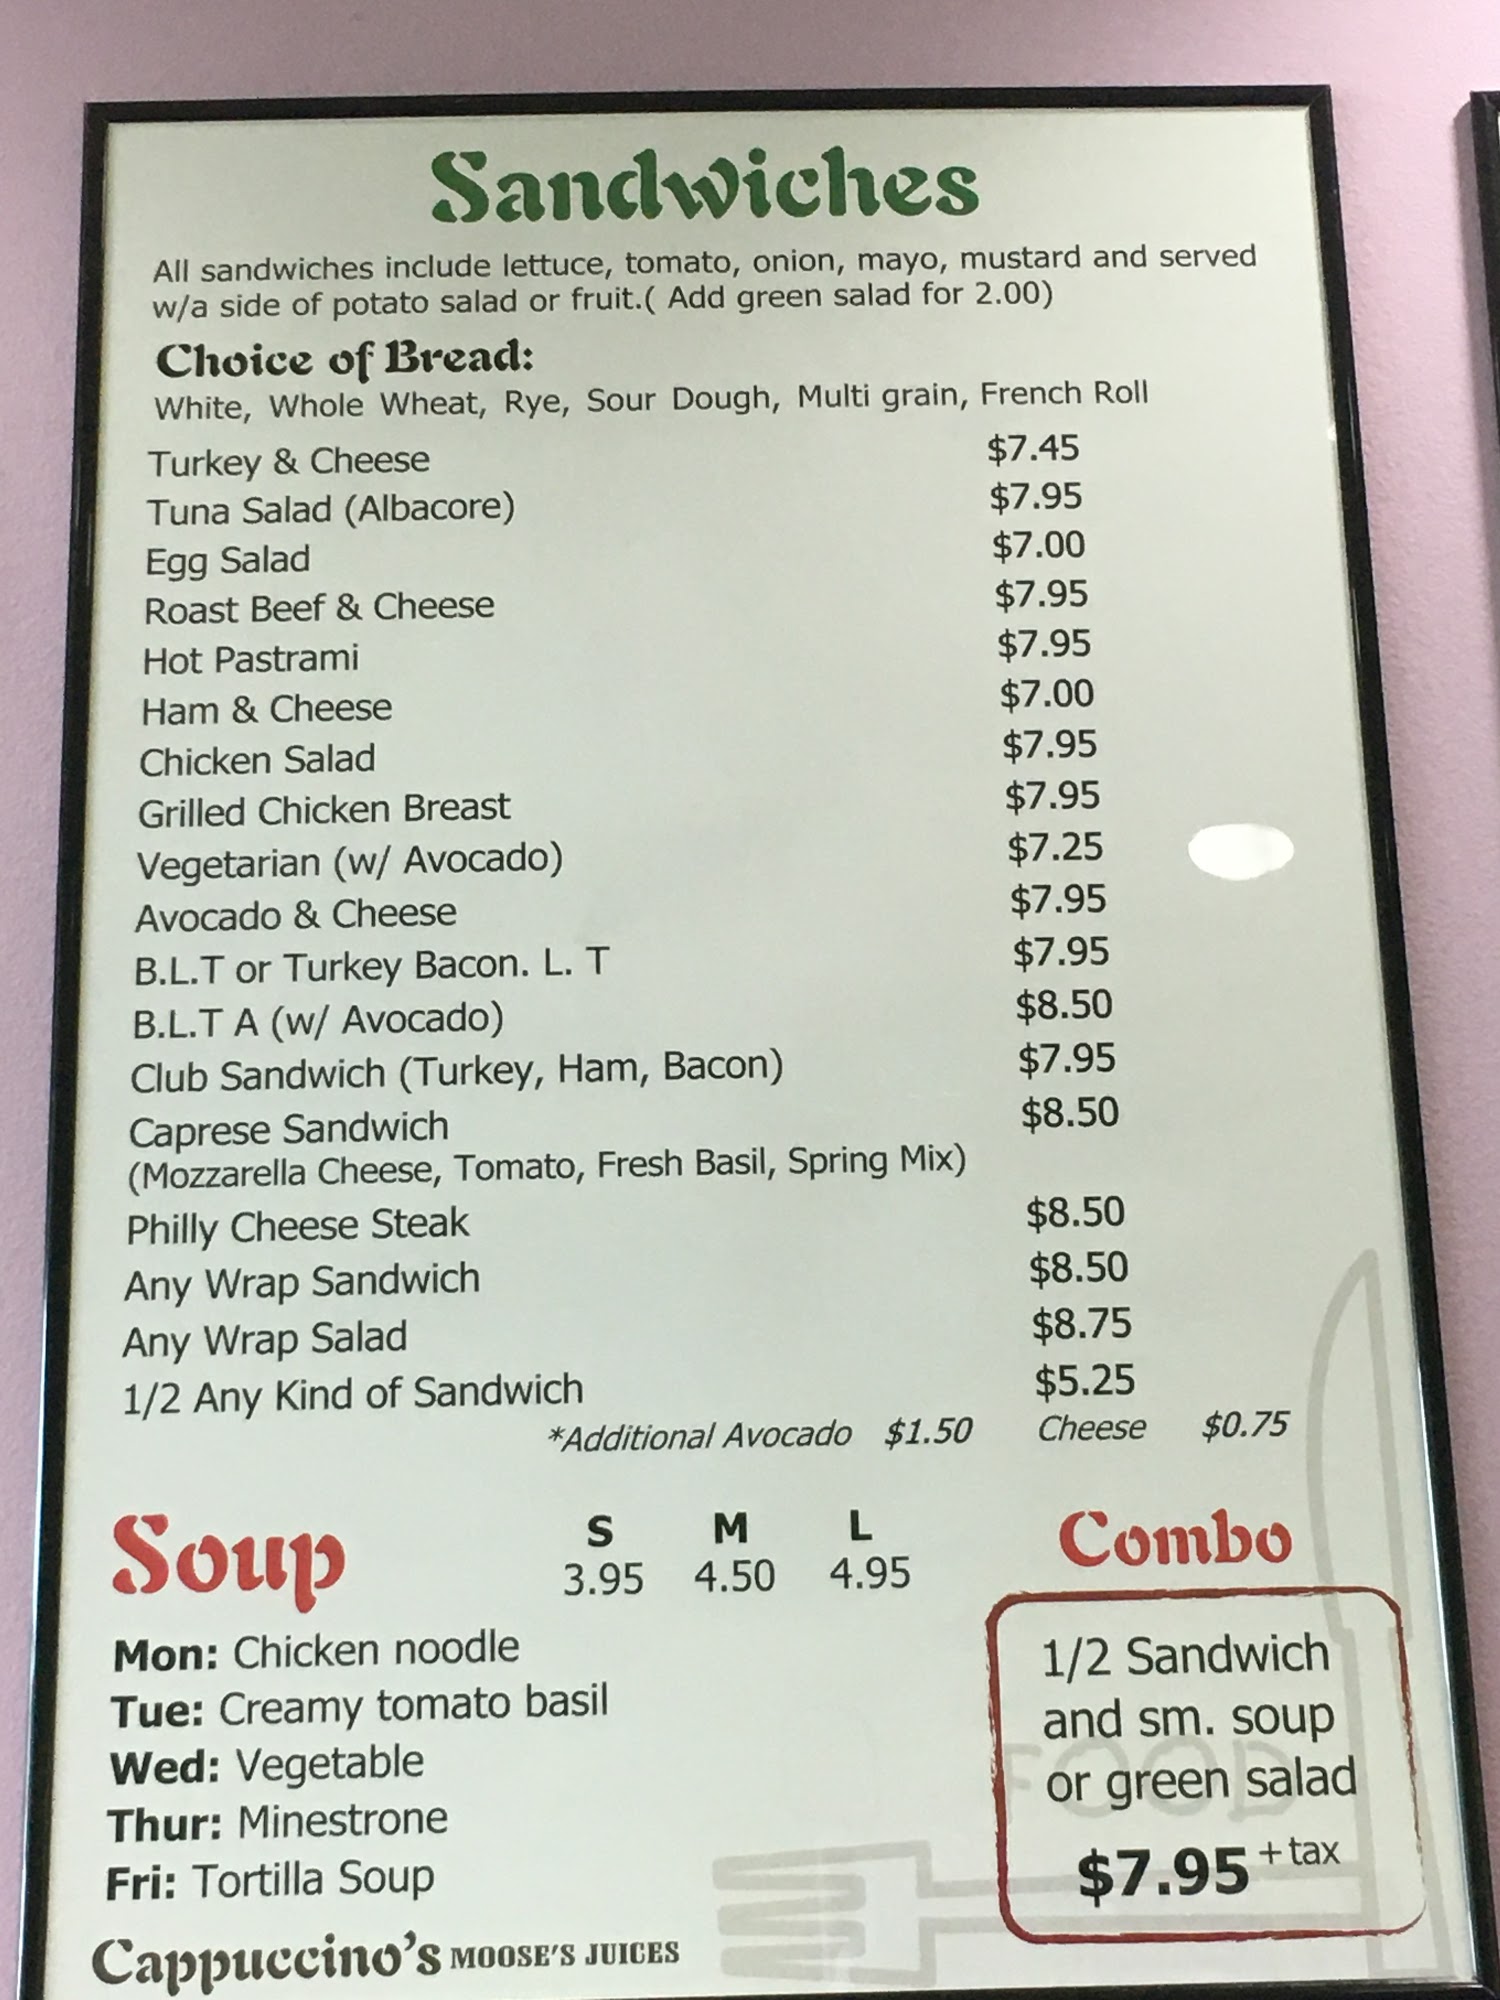 Sandwiches
All sandwiches include lettuce, tomato, onion, mayo, mustard and served
w/a side of potato salad or fruit.( Add green salad for 2.00)
Choice of Bread:
White, Whole Wheat, Rye, Sour Dough, Multi grain, French Roll
Turkey & Cheese $7.45
Tuna Salad (Albacore) $7.95
Egg Salad $7.00
Roast Beef & Cheese $7.95
Hot Pastrami $7.95
Ham & Cheese $7.00
Chicken Salad $7.95
Grilled Chicken Breast $7.95
Vegetarian (w/ Avocado) $7.25
Avocado & Cheese $7.95
B.L.T or Turkey Bacon. L. T $7.95
B.L.T A (w/ Avocado) $8.50
Club Sandwich (Turkey, Ham, Bacon) $7.95
Caprese Sandwich $8.50
(Mozzarella Cheese, Tomato, Fresh Basil, Spring Mix)
Philly Cheese Steak $8.50
Any Wrap Sandwich $8.50
Any Wrap Salad $8.75
1/2 Any Kind of Sandwich $5.25
*Additional Avocado $1.50 Cheese $0.75
Soup
S M L
3.95 4.50 4.95
Mon: Chicken noodle
Tue: Creamy tomato basil
Wed: Vegetable
Thur: Minestrone
Fri: Tortilla Soup
Combo
1/2 Sandwich
and sm. soup
or green salad
$7.95 + tax
FOOD
Cappuccino's MOOSE'S JUICES